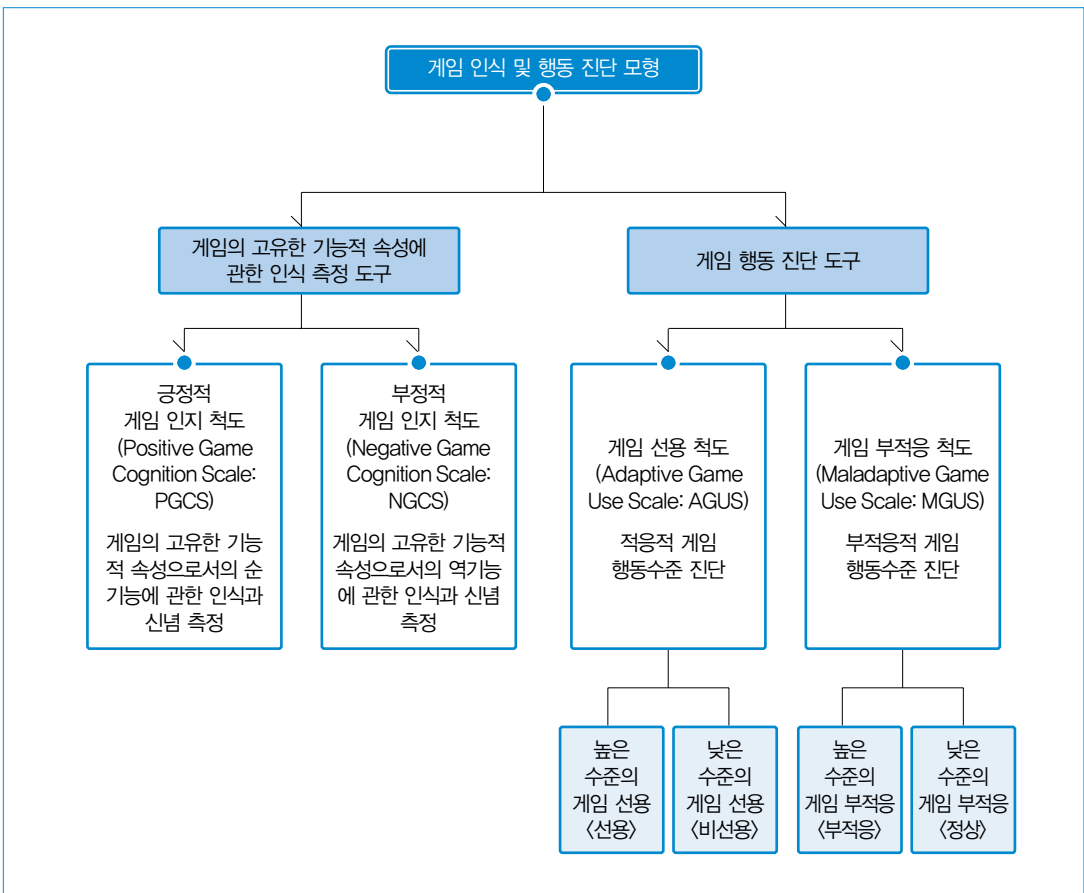 게임 인식 및 행동 진단 모형
게임의 고유한 기능적 속성에
관한 인식 측정 도구
게임 행동 진단 도구
긍정적
게임 인지 척도
(Positive Game
Cognition Scale:
PGCS)
게임의 고유한 기능
적 속성으로서의 순
기능에 관한 인식과
신념 측정
부정적
게임 인지 척도
(Negative Game
Cognition Scale:
NGCS)
게임의 고유한 기능적
속성으로서의 역기능
에 관한 인식과 신념
측정
게임 선용 척도
(Adaptive Game
Use Scale: AGUS)
적응적 게임
행동수준 진단
게임 부적응 척도
(Maladaptive Game
Use Scale: MGUS)
부적응적 게임
행동수준 진단
높은
수준의
게임 선용
〈선용〉
낮은
수준의
게임 선용
〈비선용〉
높은
수준의
게임 부적응
〈부적응〉
낮은
수준의
게임 부적응
〈정상〉